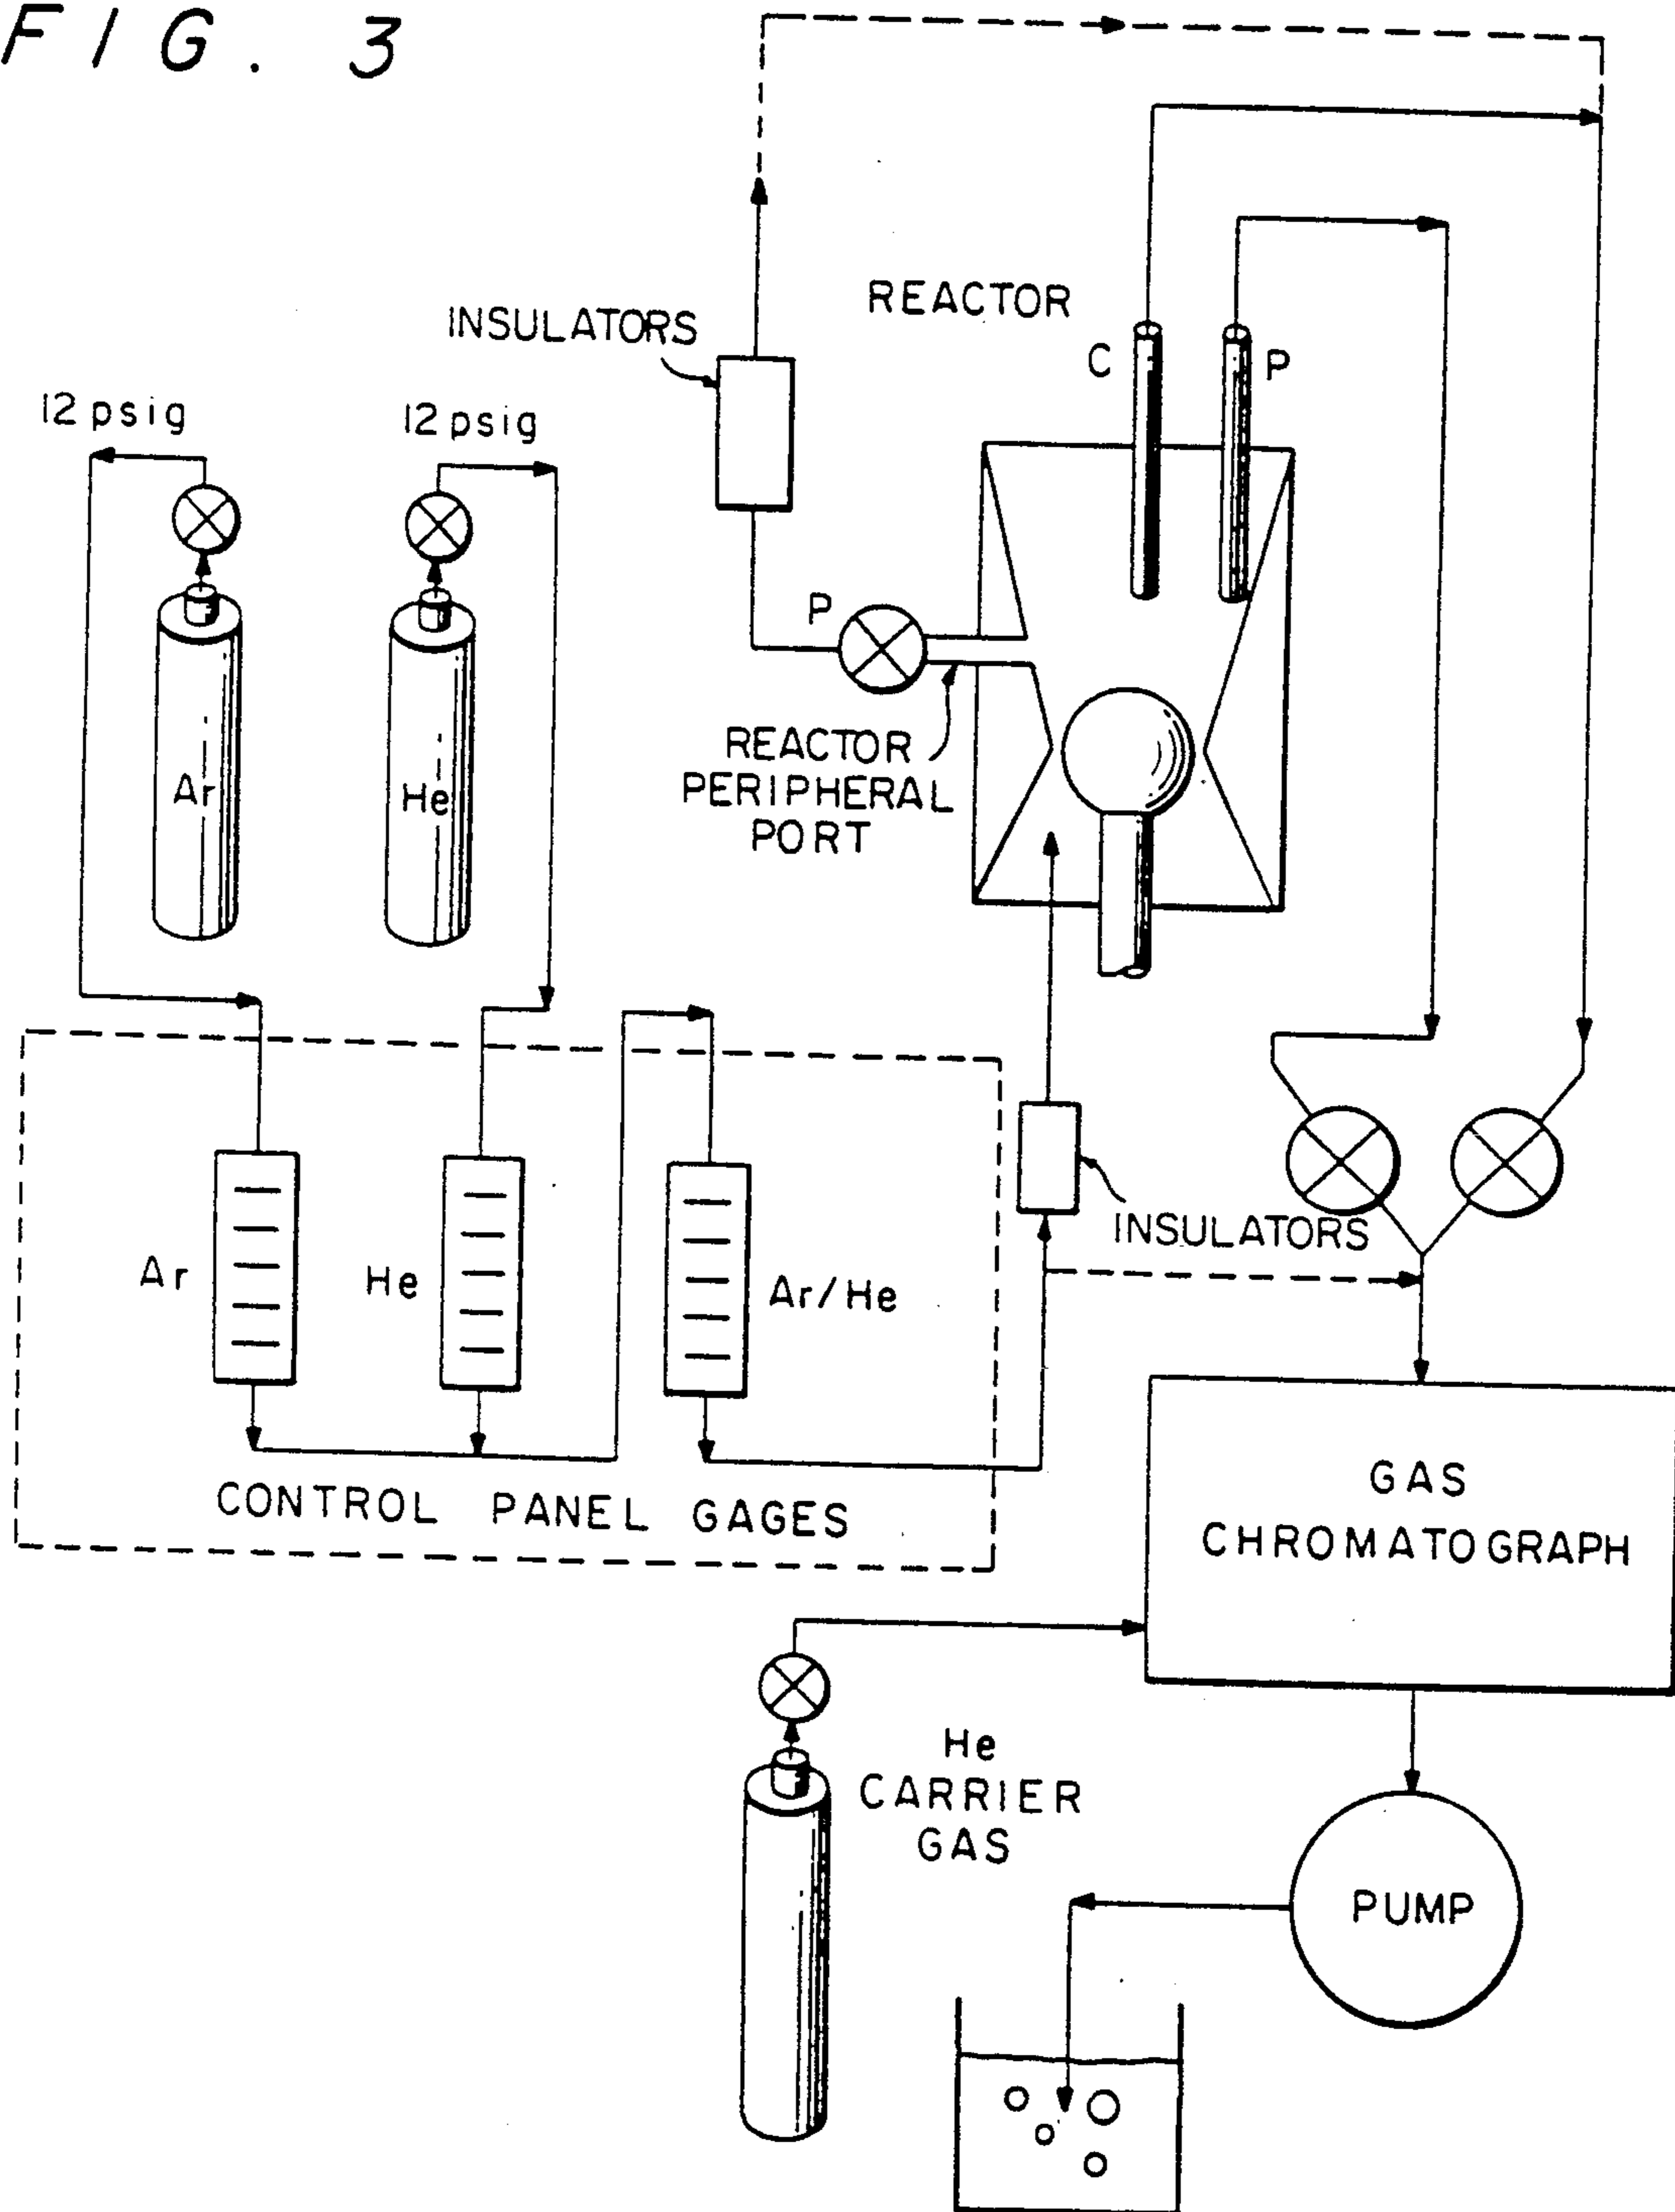 FIG. 3
INSULATORS
REACTOR
C
P
12 psig
12 psig
P
Ar
He
REACTOR
PERIPHERAL
PORT
INSULATORS
Ar
He
Ar/He
CONTROL PANEL GAGES
GAS
CHROMATOGRAPH
He
CARRIER
GAS
PUMP